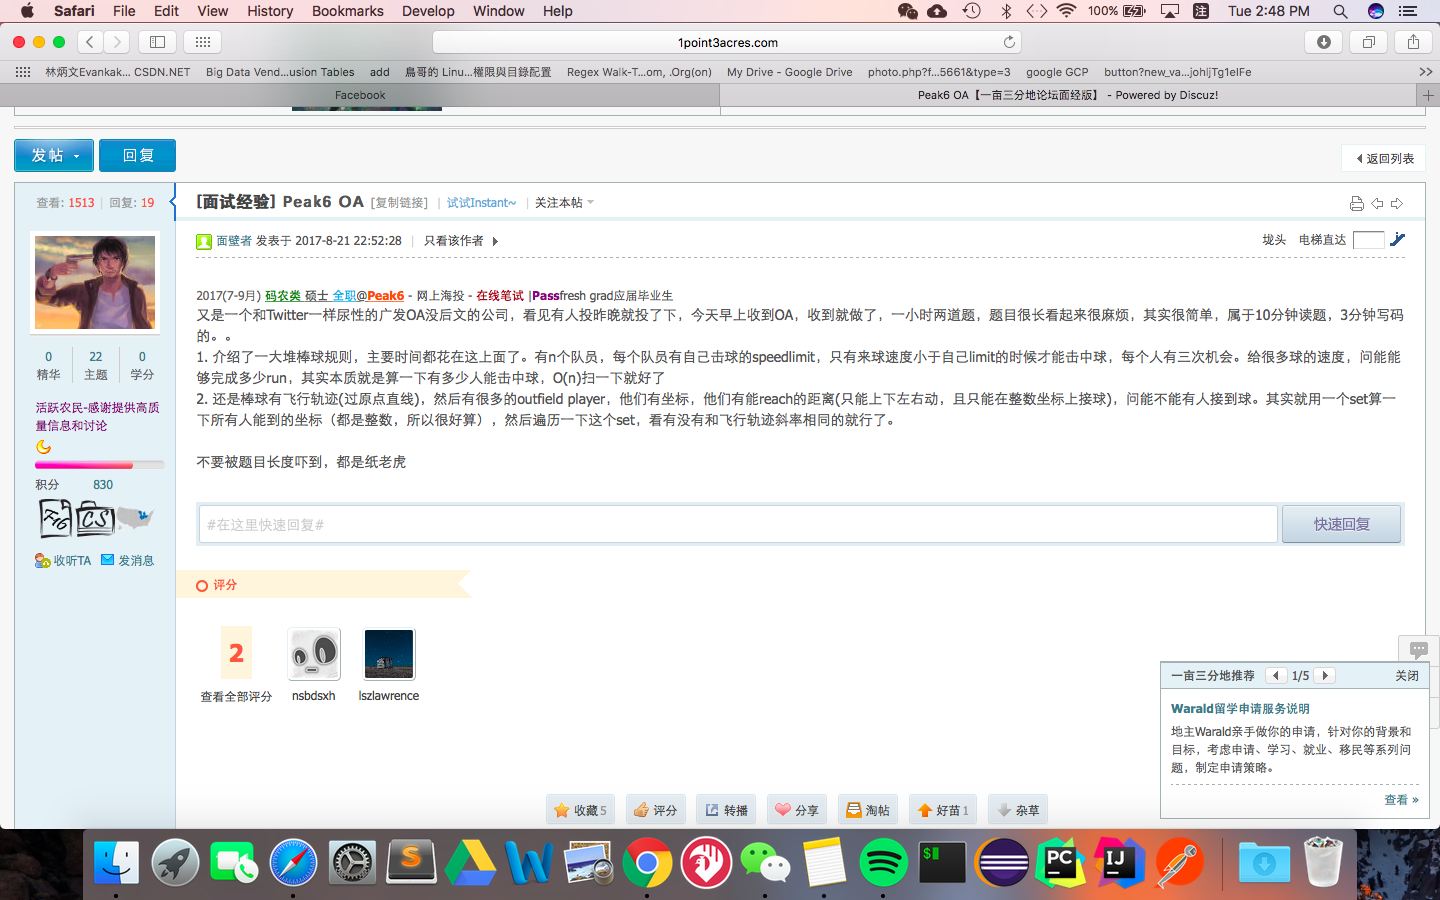 Safari File Edit View History Bookmarks Develop Window Help 100% 注 Tue 2:48 PM
1point3acres.com
林炳文Evankak... CSDN.NET Big Data Vend...usion Tables add 鳥哥的 Linu...權限與目錄配置 Regex Walk-T...om, .Org(on) My Drive - Google Drive photo.php?f...5661&type=3 google GCP button?new_va...johljTg1elFe
Facebook Peak6 OA【一亩三分地论坛面经版】 - Powered by Discuz!
发帖 回复 返回列表
查看: 1513 | 回复: 19 [面试经验] Peak6 OA [复制链接] | 试试Instant~ | 关注本帖
面壁者 发表于 2017-8-21 22:52:28 | 只看该作者 垅头 电梯直达
2017(7-9月) 码农类 硕士 全职@Peak6 - 网上海投 - 在线笔试 |Passfresh grad应届毕业生
又是一个和Twitter一样尿性的广发OA没后文的公司，看见有人投昨晚就投了下，今天早上收到OA，收到就做了，一小时两道题，题目很长看起来很麻烦，其实很简单，属于10分钟读题，3分钟写码
的。。
1. 介绍了一大堆棒球规则，主要时间都花在这上面了。有n个队员，每个队员有自己击球的speedlimit，只有来球速度小于自己limit的时候才能击中球，每个人有三次机会。给很多球的速度，问能能
够完成多少run，其实本质就是算一下有多少人能击中球，O(n)扫一下就好了
2. 还是棒球有飞行轨迹(过原点直线)，然后有很多的outfield player，他们有坐标，他们有能reach的距离(只能上下左右动，且只能在整数坐标上接球)，问能不能有人接到球。其实就用一个set算一
下所有人能到的坐标（都是整数，所以很好算），然后遍历一下这个set，看有没有和飞行轨迹斜率相同的就行了。
不要被题目长度吓到，都是纸老虎
0 22 0
精华 主题 学分
活跃农民-感谢提供高质
量信息和讨论
积分 830
F16 CS
收听TA 发消息
#在这里快速回复# 快速回复
评分
2
查看全部评分 nsbdsxh lszlawrence
一亩三分地推荐 1/5 关闭
Warald留学申请服务说明
地主Warald亲手做你的申请，针对你的背景和
目标，考虑申请、学习、就业、移民等系列问
题，制定申请策略。
查看 »
收藏5 评分 转播 分享 淘帖 好苗1 杂草
S W $ PC IJ